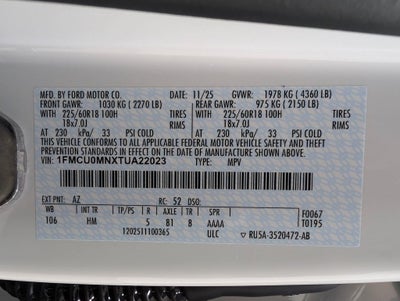 MFD. BY FORD MOTOR CO. 11/25 GVWR: 1978 KG ( 4360 LB)
FRONT GAWR: 1030 KG ( 2270 LB) REAR GAWR: 975 KG ( 2150 LB)
WITH 225/60R18 100H TIRES WITH 225/60R18 100H TIRES
18x7.0J RIMS 18x7.0J RIMS
AT 230 kPa/ 33 PSI COLD AT 230 kPa/ 33 PSI COLD
THIS VEHICLE CONFORMS TO ALL APPLICABLE FEDERAL MOTOR VEHICLE SAFETY AND
THEFT PREVENTION STANDARDS IN EFFECT ON THE DATE OF MANUFACTURE SHOWN ABOVE.
VIN: 1FMCU0MNXTUA22023 TYPE: MPV
EXT PNT: AZ RC: 52 DSO:
WB INT TR TP/PS R AXLE TR SPR F0067
106 HM 5 81 8 AAAA T0195
1202511100365 ULC ▽ RU5A-3520472-AB